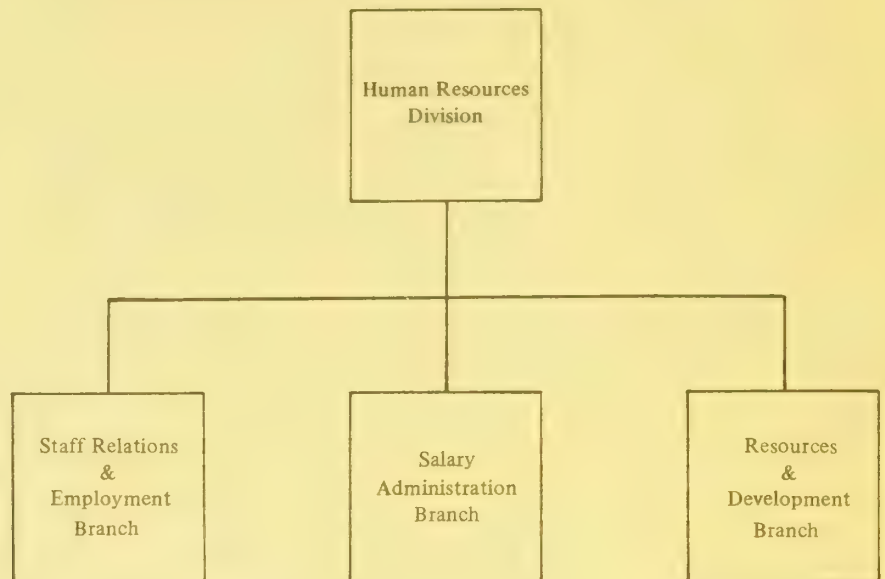 Human Resources
Division
Staff Relations
&
Employment
Branch
Salary
Administration
Branch
Resources
&
Development
Branch